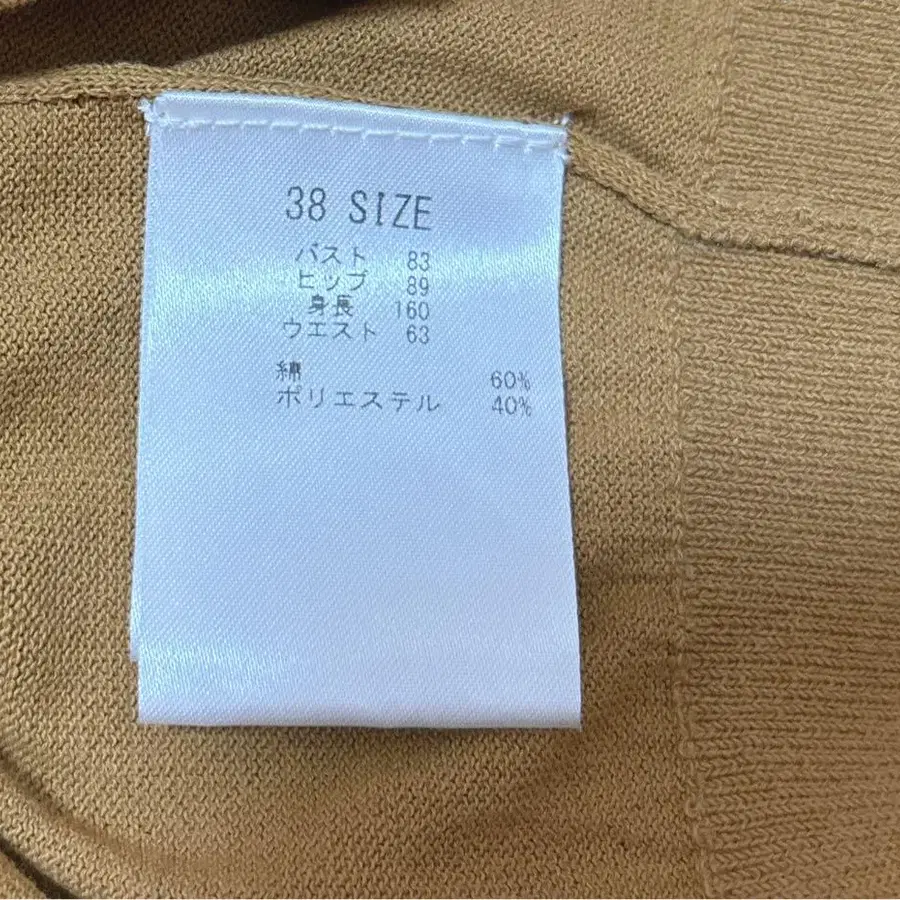 38 SIZE
バスト 83
ヒップ 89
身長 160
ウエスト 63
綿 60%
ポリエステル 40%